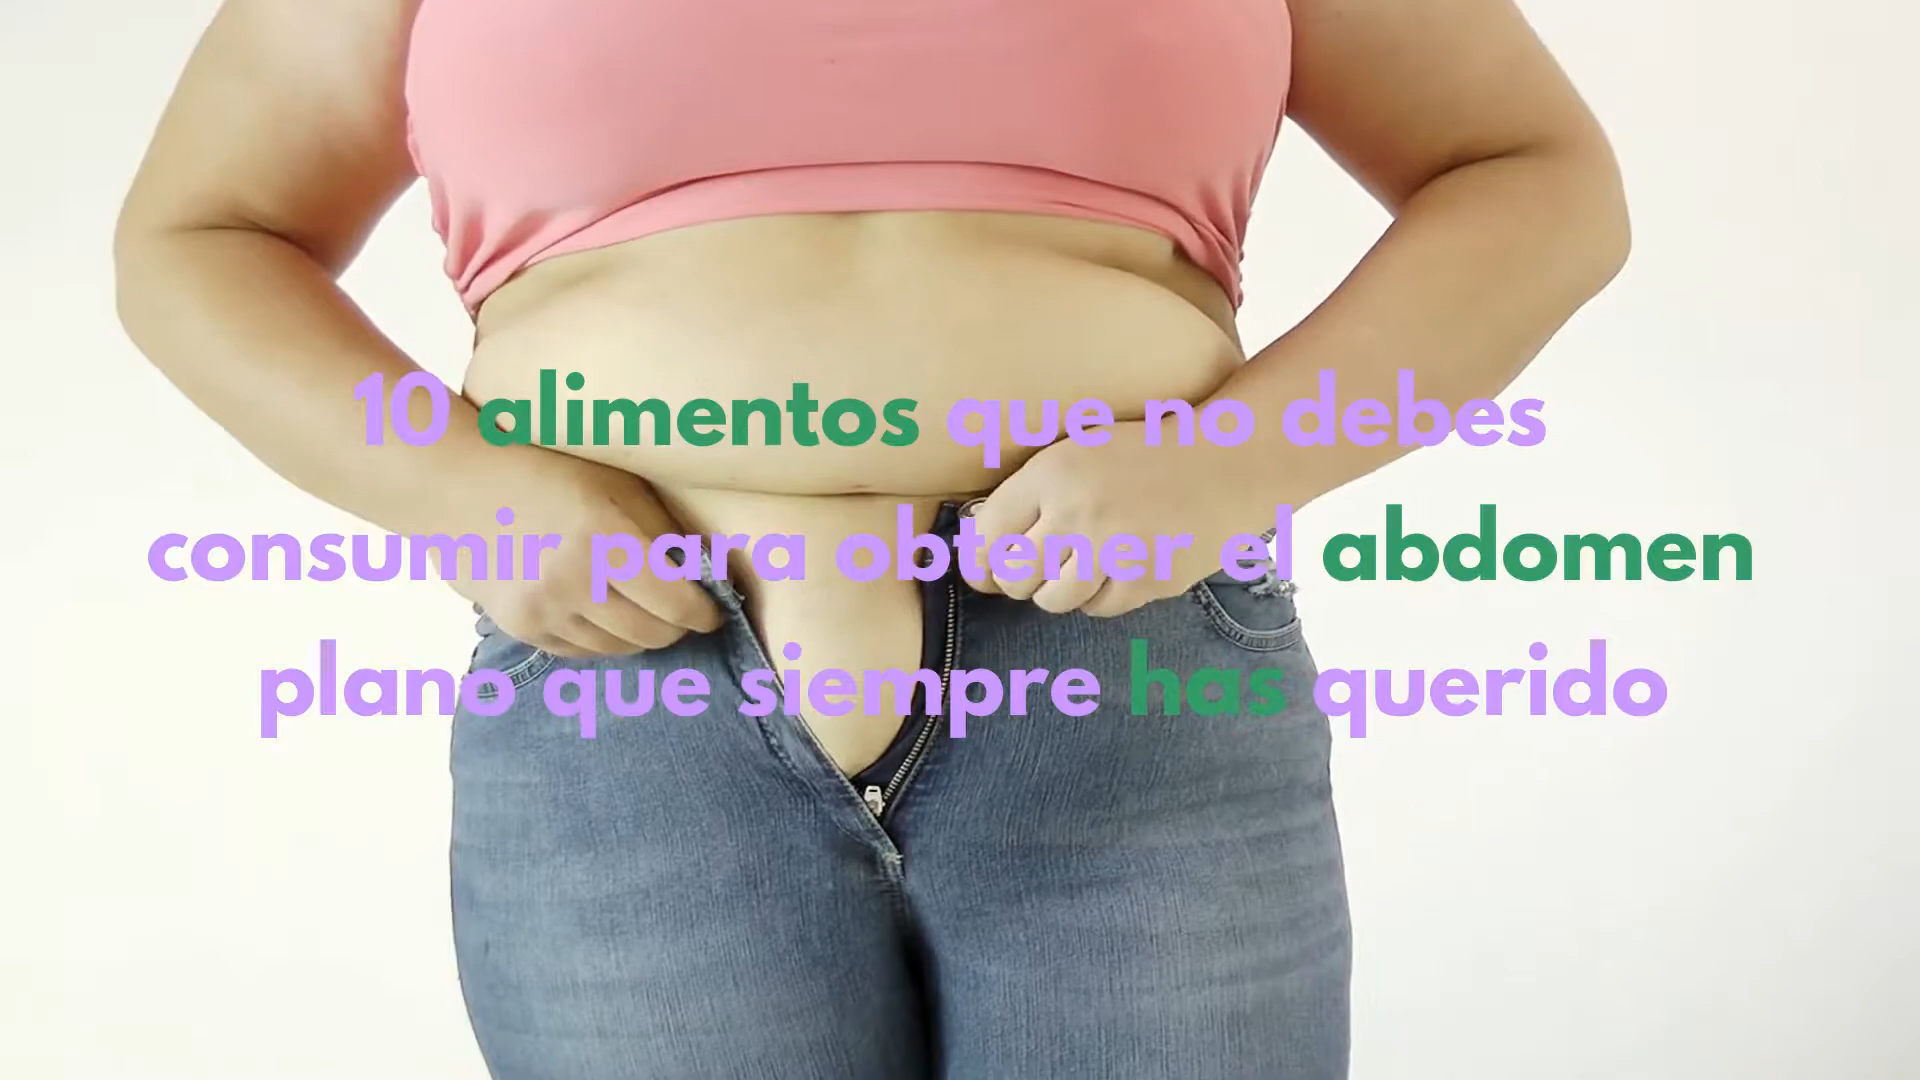 10 alimentos que no debes
consumir para obtener el abdomen
plano que siempre has querido